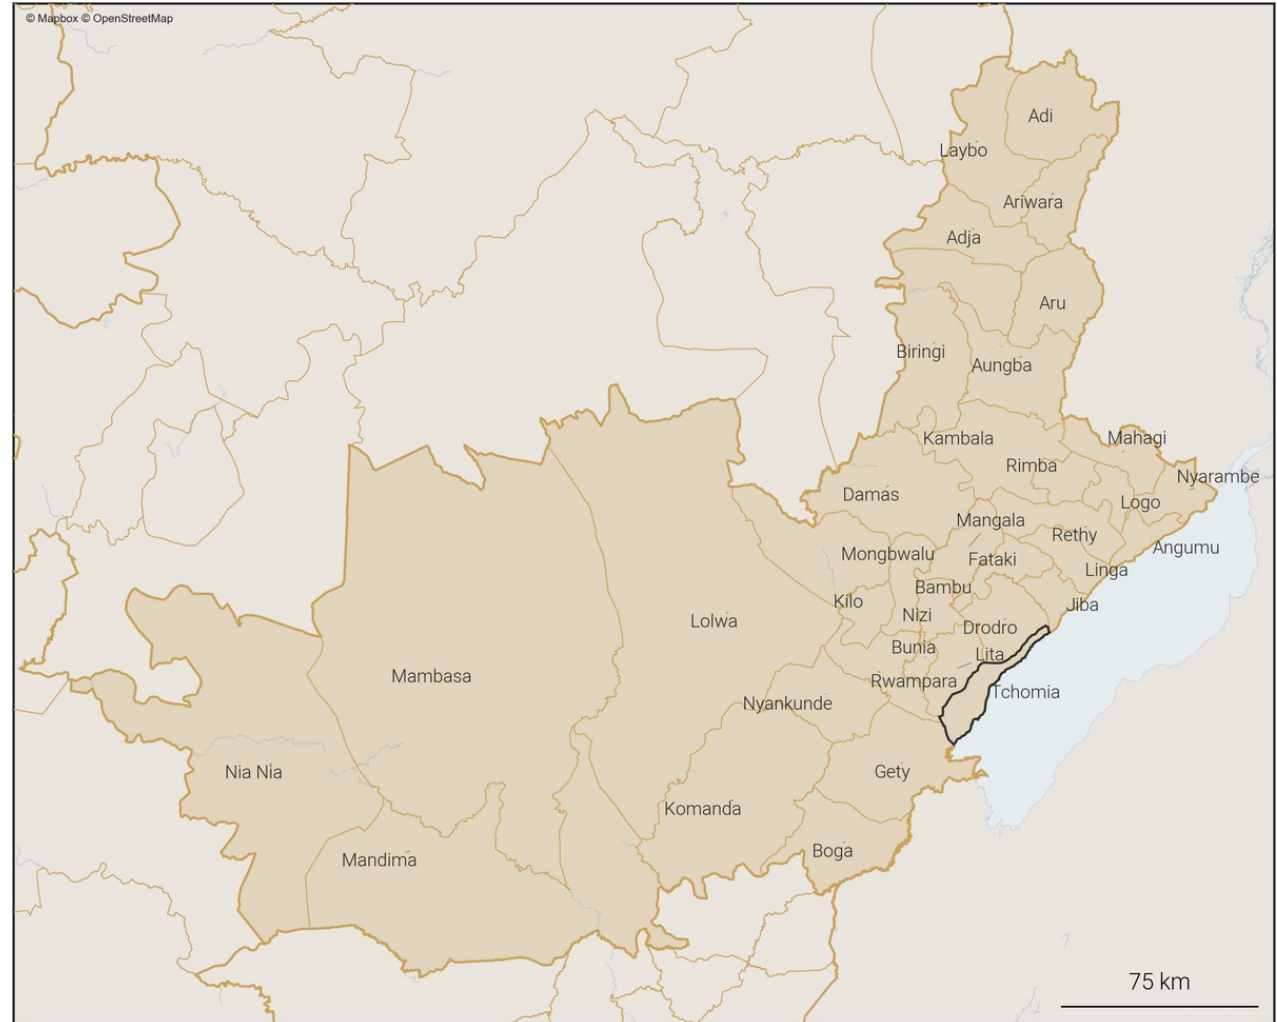 © Mapbox © OpenStreetMap
Adi
Laybo
Ariwara
Adja
Aru
Biringi
Aungba
Kambala
Mahagi
Rimba
Nyarambe
Damas
Logo
Mangala
Rethy
Angumu
Mongbwalu
Fataki
Linga
Bambu
Kilo
Jiba
Nizi
Lolwa
Drodro
Bunia
Lita
Mambasa
Rwampara
Tchomia
Nyankunde
Nia Nia
Gety
Komanda
Boga
Mandima
75 km